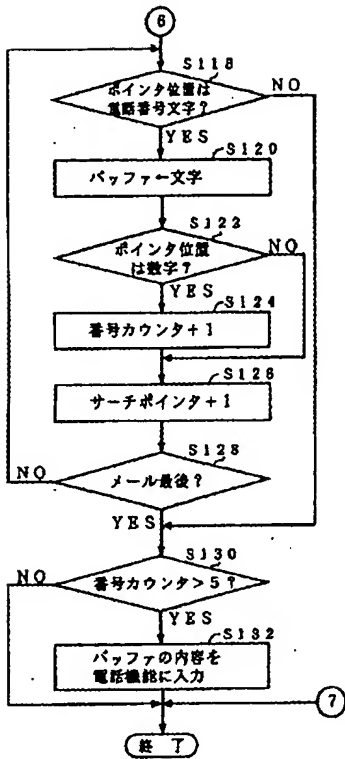 6
S118
ポインタ位置は
電話番号文字?
NO
YES
S120
バッファ←文字
S122
ポインタ位置
は数字?
NO
YES
S124
番号カウンタ+1
S126
サーチポインタ+1
S128
NO
メール最後?
YES
S130
NO
番号カウンタ>5?
YES
S132
バッファの内容を
電話機能に入力
7
終 了